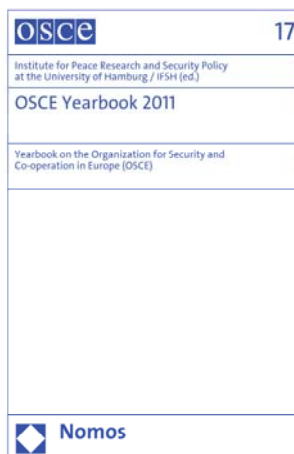 osce 17
Institute for Peace Research and Security Policy
at the University of Hamburg / IFSH (ed.)
OSCE Yearbook 2011
Yearbook on the Organization for Security and
Co-operation in Europe (OSCE)
Nomos